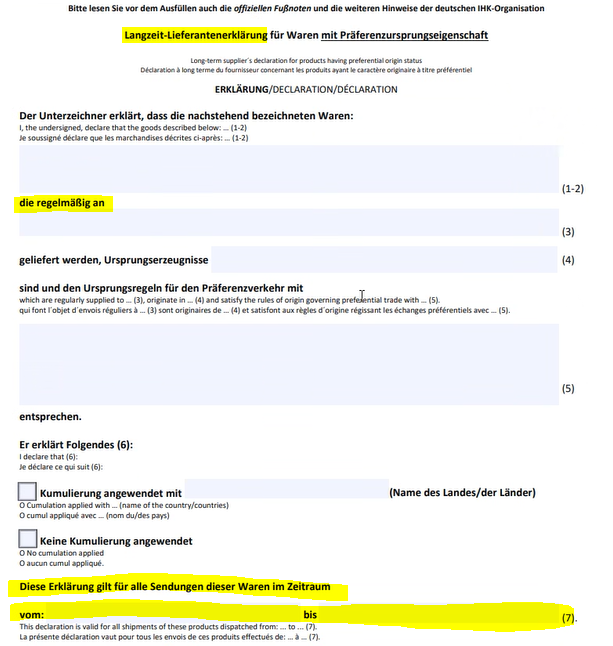 Bitte lesen Sie vor dem Ausfüllen auch die offiziellen Fußnoten und die weiteren Hinweise der deutschen IHK-Organisation
Langzeit-Lieferantenerklärung für Waren mit Präferenzursprungseigenschaft
Long-term supplier´s declaration for products having preferential origin status
Déclaration à long terme du fournisseur concernant les produits ayant le caractère originaire à titre préférentiel
ERKLÄRUNG/DECLARATION/DÉCLARATION
Der Unterzeichner erklärt, dass die nachstehend bezeichneten Waren:
I, the undersigned, declare that the goods described below: ... (1-2)
Je soussigné déclare que les marchandises décrites ci-après: ... (1-2)
(1-2)
die regelmäßig an
(3)
geliefert werden, Ursprungserzeugnisse (4)
sind und den Ursprungsregeln für den Präferenzverkehr mit
which are regularly supplied to ... (3), originate in ... (4) and satisfy the rules of origin governing preferential trade with ... (5).
qui font l´objet d´envois réguliers à ... (3) sont originaires de ... (4) et satisfont aux règles d´origine régissant les échanges préférentiels avec ... (5).
(5)
entsprechen.
Er erklärt Folgendes (6):
I declare that (6):
Je déclare ce qui suit (6):
Kumulierung angewendet mit (Name des Landes/der Länder)
O Cumulation applied with ... (name of the country/countries)
O cumul appliqué avec ... (nom du/des pays)
Keine Kumulierung angewendet
O No cumulation applied
O aucun cumul appliqué.
Diese Erklärung gilt für alle Sendungen dieser Waren im Zeitraum
vom: bis (7).
This declaration is valid for all shipments of these products dispatched from: ... to ... (7).
La présente déclaration vaut pour tous les envois de ces produits effectués de: ... à ... (7).